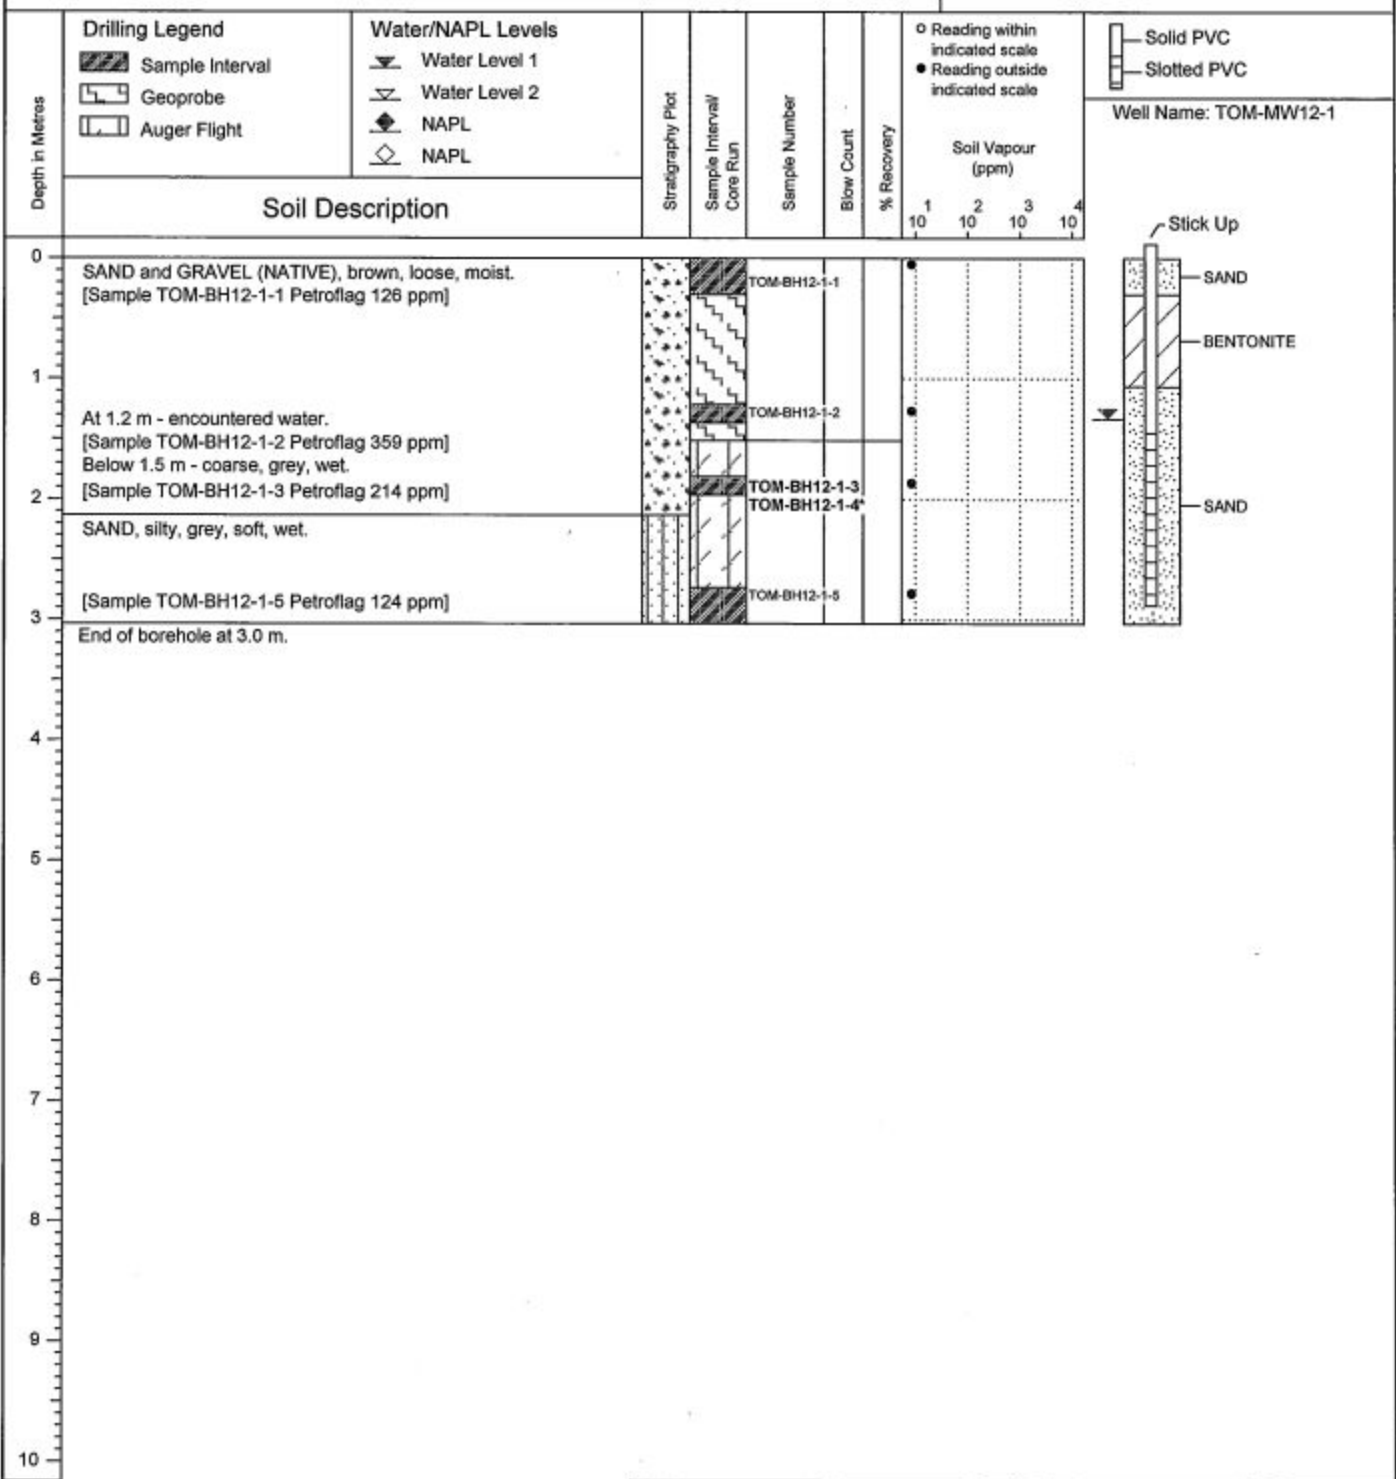 Drilling Legend
Sample Interval
Geoprobe
Auger Flight
Water/NAPL Levels
Water Level 1
Water Level 2
NAPL
NAPL
Depth in Metres
Soil Description
Stratigraphy Plot
Sample Interval/
Core Run
Sample Number
Blow Count
% Recovery
Reading within
indicated scale
Reading outside
indicated scale
Soil Vapour
(ppm)
10 1 10 2 10 3 10 4
Solid PVC
Slotted PVC
Well Name: TOM-MW12-1
Stick Up
0
SAND and GRAVEL (NATIVE), brown, loose, moist.
[Sample TOM-BH12-1-1 Petroflag 126 ppm]
TOM-BH12-1-1
SAND
BENTONITE
1
At 1.2 m - encountered water.
TOM-BH12-1-2
[Sample TOM-BH12-1-2 Petroflag 359 ppm]
Below 1.5 m - coarse, grey, wet.
[Sample TOM-BH12-1-3 Petroflag 214 ppm]
TOM-BH12-1-3
2
TOM-BH12-1-4*
SAND
SAND, silty, grey, soft, wet.
[Sample TOM-BH12-1-5 Petroflag 124 ppm]
TOM-BH12-1-5
3
End of borehole at 3.0 m.
4
5
6
7
8
9
10